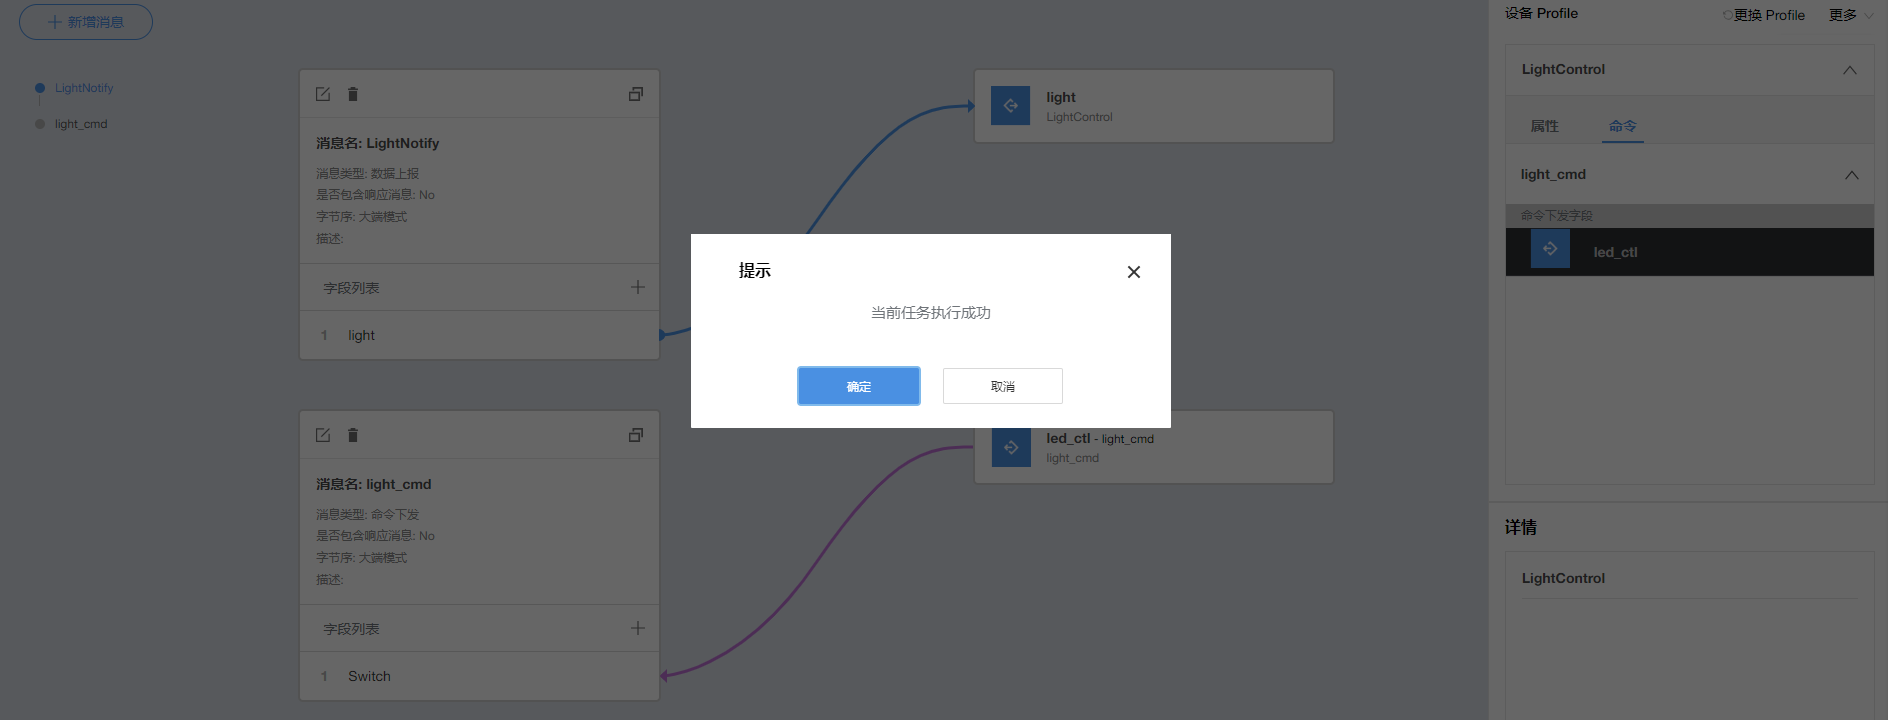 新增消息
LightNotify
light_cmd
消息名: LightNotify
消息类型: 数据上报
是否包含响应消息: No
字节序: 大端模式
描述:
字段列表
1 light
消息名: light_cmd
消息类型: 命令下发
是否包含响应消息: No
字节序: 大端模式
描述:
字段列表
1 Switch
light
LightControl
提示
当前任务执行成功
确定
取消
led_ctl - light_cmd
light_cmd
设备 Profile
更换 Profile
更多
LightControl
属性
命令
light_cmd
命令下发字段
led_ctl
详情
LightControl